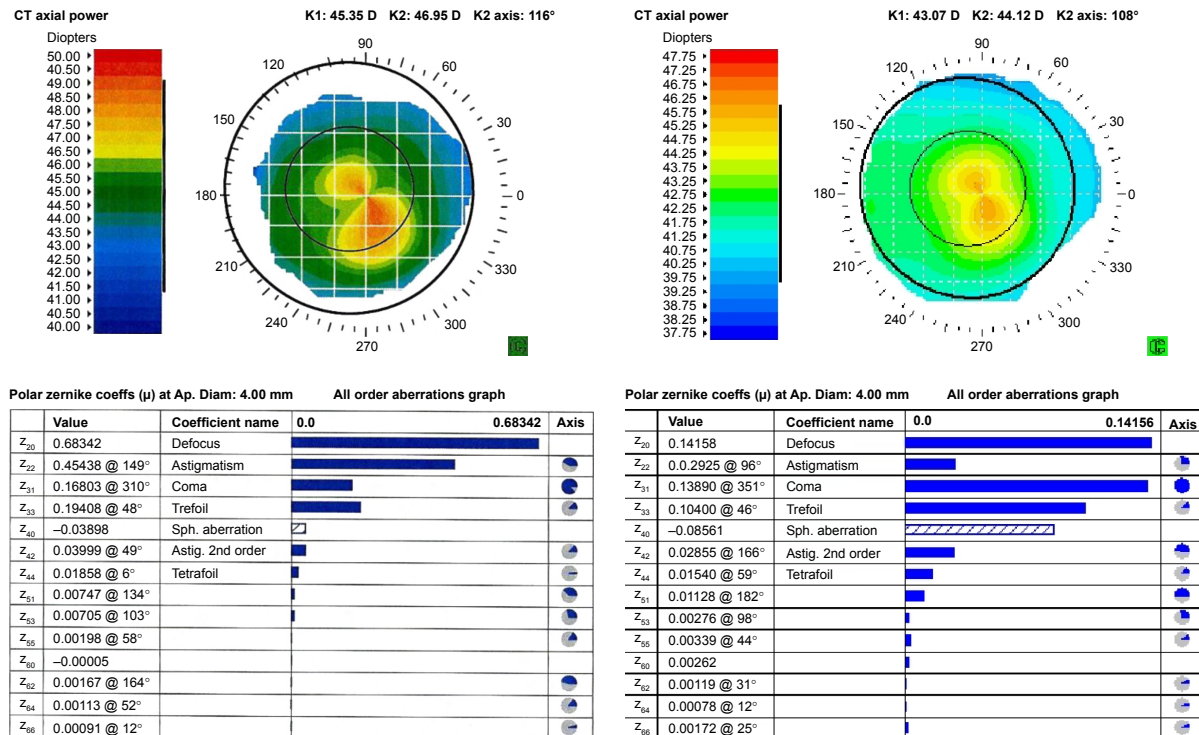 CT axial power K1: 45.35 D K2: 46.95 D K2 axis: 116°
Diopters
50.00
40.50
49.00
48.50
48.00
47.50
47.00
46.00
45.50
45.00
44.50
44.00
43.50
43.00
42.50
42.00
41.50
41.00
40.50
40.00
90
120 60
150 30
180 0
210 330
240 300
270
CT axial power K1: 43.07 D K2: 44.12 D K2 axis: 108°
Diopters
47.75
47.25
46.75
46.25
45.75
45.25
44.75
44.25
43.75
43.25
42.75
41.75
41.25
40.75
40.25
39.75
39.25
38.75
38.25
37.75
90
120 60
150 30
180 0
210 330
240 300
270
Polar zernike coeffs (µ) at Ap. Diam: 4.00 mm All order aberrations graph
Value Coefficient name 0.0 0.68342 Axis
Z20 0.68342 Defocus
Z22 0.45438 @ 149° Astigmatism
Z31 0.16803 @ 310° Coma
Z33 0.19408 @ 48° Trefoil
Z40 –0.03898 Sph. aberration
Z42 0.03999 @ 49° Astig. 2nd order
Z44 0.01858 @ 6° Tetrafoil
Z51 0.00747 @ 134°
Z53 0.00705 @ 103°
Z55 0.00198 @ 58°
Z60 –0.00005
Z62 0.00167 @ 164°
Z64 0.00113 @ 52°
Z66 0.00091 @ 12°
Polar zernike coeffs (µ) at Ap. Diam: 4.00 mm All order aberrations graph
Value Coefficient name 0.0 0.14156 Axis
Z20 0.14158 Defocus
Z22 0.0.2925 @ 96° Astigmatism
Z31 0.13890 @ 351° Coma
Z33 0.10400 @ 46° Trefoil
Z40 –0.08561 Sph. aberration
Z42 0.02855 @ 166° Astig. 2nd order
Z44 0.01540 @ 59° Tetrafoil
Z51 0.01128 @ 182°
Z53 0.00276 @ 98°
Z55 0.00339 @ 44°
Z60 0.00262
Z62 0.00119 @ 31°
Z64 0.00078 @ 12°
Z66 0.00172 @ 25°